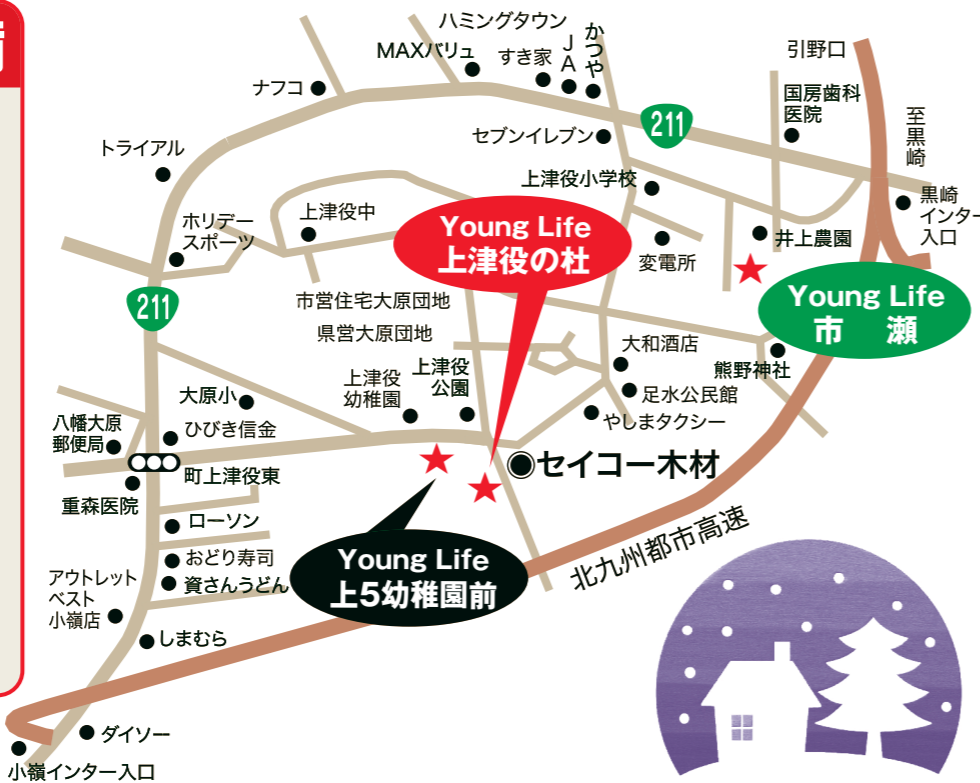 ハミングタウン
MAXバリュ
すき家
JA
かつや
引野口
ナフコ
国房歯科
医院
211
至黒崎
セブンイレブン
トライアル
上津役小学校
黒崎
インター
入口
ホリデー
スポーツ
上津役中
Young Life
上津役の杜
井上農園
変電所
211
市営住宅大原団地
県営大原団地
Young Life
市 瀬
大和酒店
熊野神社
上津役
幼稚園
上津役
公園
大原小
足水公民館
やしまタクシー
八幡大原
郵便局
ひびき信金
セイコー木材
町上津役東
重森医院
ローソン
おどり寿司
資さんうどん
北九州都市高速
Young Life
上5幼稚園前
アウトレット
ベスト
小嶺店
しまむら
ダイソー
小嶺インター入口